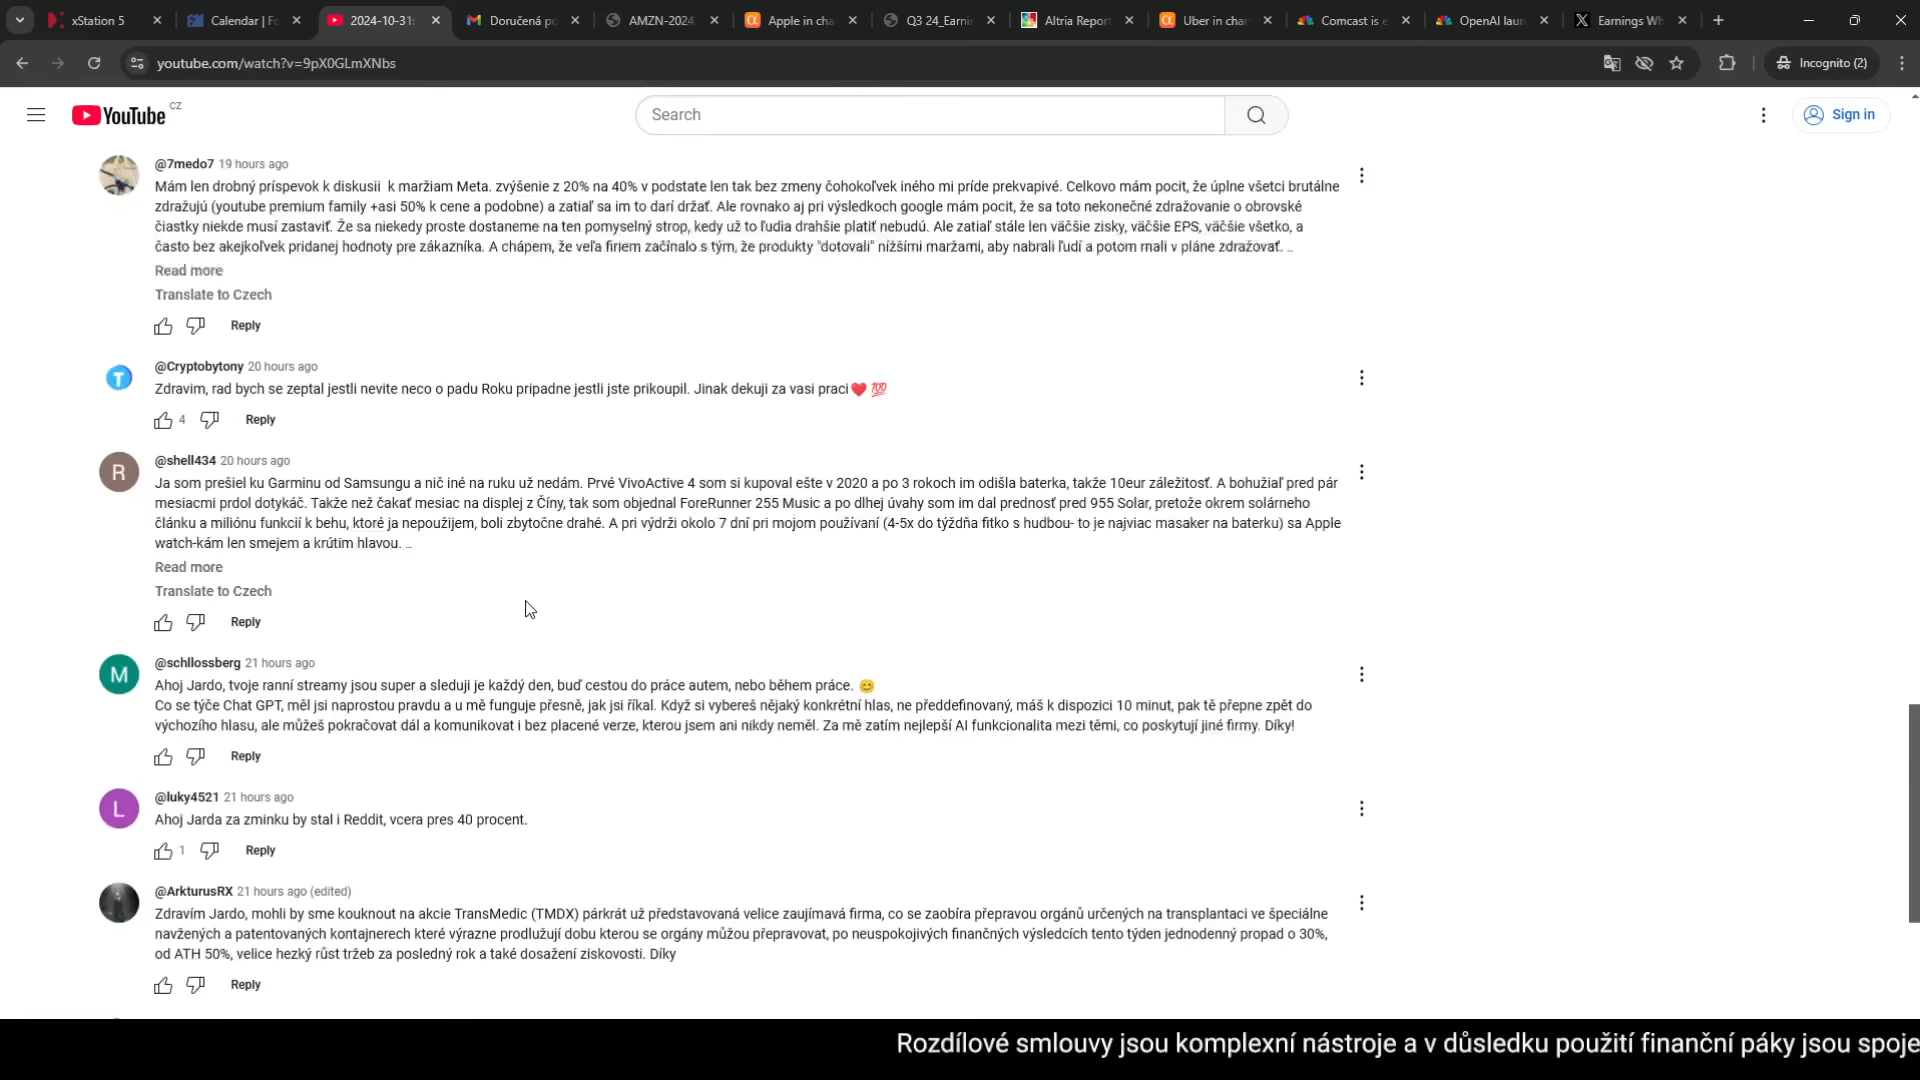 xStation 5
Calendar | Fo
2024-10-31:
Doručená po
AMZN-2024
Apple in cha
Q3 24_Earni
Altria Report
Uber in char
Comcast is e
OpenAI laun
Earnings Wh
youtube.com/watch?v=9pX0GLmXNbs
Incognito (2)
YouTube CZ
Search
Sign in
@7medo7 19 hours ago
Mám len drobný príspevok k diskusii k maržiam Meta. zvýšenie z 20% na 40% v podstate len tak bez zmeny čohokoľvek iného mi príde prekvapivé. Celkovo mám pocit, že úplne všetci brutálne
zdražujú (youtube premium family +asi 50% k cene a podobne) a zatiaľ sa im to darí držať. Ale rovnako aj pri výsledkoch google mám pocit, že sa toto nekonečné zdražovanie o obrovské
čiastky niekde musí zastaviť. Že sa niekedy proste dostaneme na ten pomyselný strop, kedy už to ľudia drahšie platiť nebudú. Ale zatiaľ stále len väčšie zisky, väčšie EPS, väčšie všetko, a
často bez akejkoľvek pridanej hodnoty pre zákazníka. A chápem, že veľa firiem začínalo s tým, že produkty "dotovali" nížšími maržami, aby nabrali ľudí a potom mali v pláne zdražovať. ...
Read more
Translate to Czech
Reply
@Cryptobytony 20 hours ago
Zdravim, rad bych se zeptal jestli nevite neco o padu Roku pripadne jestli jste prikoupil. Jinak dekuji za vasi praci❤️ 💯
4 Reply
R
@shell434 20 hours ago
Ja som prešiel ku Garminu od Samsungu a nič iné na ruku už nedám. Prvé VivoActive 4 som si kupoval ešte v 2020 a po 3 rokoch im odišla baterka, takže 10eur záležitosť. A bohužiaľ pred pár
mesiacmi prdol dotykáč. Takže než čakať mesiac na displej z Číny, tak som objednal ForeRunner 255 Music a po dlhej úvahy som im dal prednosť pred 955 Solar, pretože okrem solárneho
článku a miliónu funkcií k behu, ktoré ja nepoužijem, boli zbytočne drahé. A pri výdrži okolo 7 dní pri mojom používaní (4-5x do týždňa fitko s hudbou- to je najviac masaker na baterku) sa Apple
watch-kám len smejem a krútim hlavou. ...
Read more
Translate to Czech
Reply
M
@schllossberg 21 hours ago
Ahoj Jardo, tvoje ranní streamy jsou super a sleduji je každý den, buď cestou do práce autem, nebo během práce. 😊
Co se týče Chat GPT, měl jsi naprostou pravdu a u mě funguje přesně, jak jsi říkal. Když si vybereš nějaký konkrétní hlas, ne předdefinovaný, máš k dispozici 10 minut, pak tě přepne zpět do
výchozího hlasu, ale můžeš pokračovat dál a komunikovat i bez placené verze, kterou jsem ani nikdy neměl. Za mě zatím nejlepší AI funkcionalita mezi těmi, co poskytují jiné firmy. Díky!
Reply
L
@luky4521 21 hours ago
Ahoj Jarda za zminku by stal i Reddit, vcera pres 40 procent.
1 Reply
@ArkturusRX 21 hours ago (edited)
Zdravím Jardo, mohli by sme kouknout na akcie TransMedic (TMDX) párkrát už představovaná velice zaujímavá firma, co se zaobíra přepravou orgánů určených na transplantaci ve špeciálne
navžených a patentovaných kontajnerech které výrazne prodlužují dobu kterou se orgány můžou přepravovat, po neuspokojivých finančných výsledcích tento týden jednodenný propad o 30%,
od ATH 50%, velice hezký růst tržeb za posledný rok a také dosažení ziskovosti. Díky
Reply
Rozdílové smlouvy jsou komplexní nástroje a v důsledku použití finanční páky jsou spoje